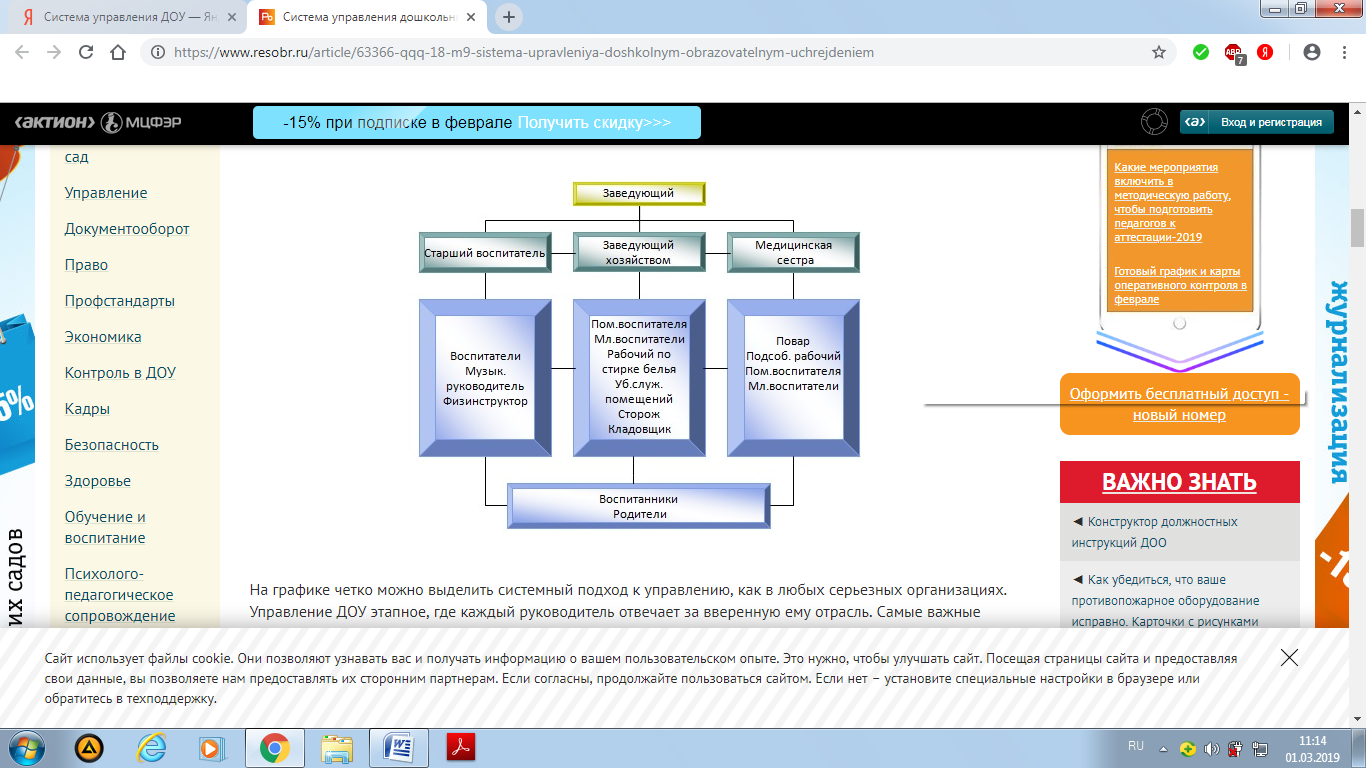 Система управления ДОУ — Ян
Система управления дошкольн
https://www.resobr.ru/article/63366-qqq-18-m9-sistema-upravleniya-doshkolnym-obrazovatelnym-uchrejdeniem
ABP
7
Я
‹актион› МЦФЭР
-15% при подписке в феврале Получить скидку>>>
‹a› Вход и регистрация
сад
Управление
Документооборот
Право
Профстандарты
Экономика
Контроль в ДОУ
Кадры
Безопасность
Здоровье
Обучение и
воспитание
Психолого-
педагогическое
сопровождение
5%
их садов
Заведующий
Старший воспитатель
Заведующий
хозяйством
Медицинская
сестра
Воспитатели
Музык.
руководитель
Физинструктор
Пом.воспитателя
Мл.воспитатели
Рабочий по
стирке белья
Уб.служ.
помещений
Сторож
Кладовщик
Повар
Подсоб. рабочий
Пом.воспитателя
Мл.воспитатели
Воспитанники
Родители
На графике четко можно выделить системный подход к управлению, как в любых серьезных организациях.
Управление ДОУ этапное, где каждый руководитель отвечает за вверенную ему отрасль. Самые важные
Какие мероприятия
включить в
методическую работу,
чтобы подготовить
педагогов к
аттестации-2019
Готовый график и карты
оперативного контроля в
феврале
Оформить бесплатный доступ -
новый номер
ВАЖНО ЗНАТЬ
◄ Конструктор должностных
инструкций ДОО
◄ Как убедиться, что ваше
противопожарное оборудование
исправно. Карточки с рисунками
журнализация
Сайт использует файлы cookie. Они позволяют узнавать вас и получать информацию о вашем пользовательском опыте. Это нужно, чтобы улучшать сайт. Посещая страницы сайта и предоставляя
свои данные, вы позволяете нам предоставлять их сторонним партнерам. Если согласны, продолжайте пользоваться сайтом. Если нет – установите специальные настройки в браузере или
обратитесь в техподдержку.
RU
11:14
01.03.2019